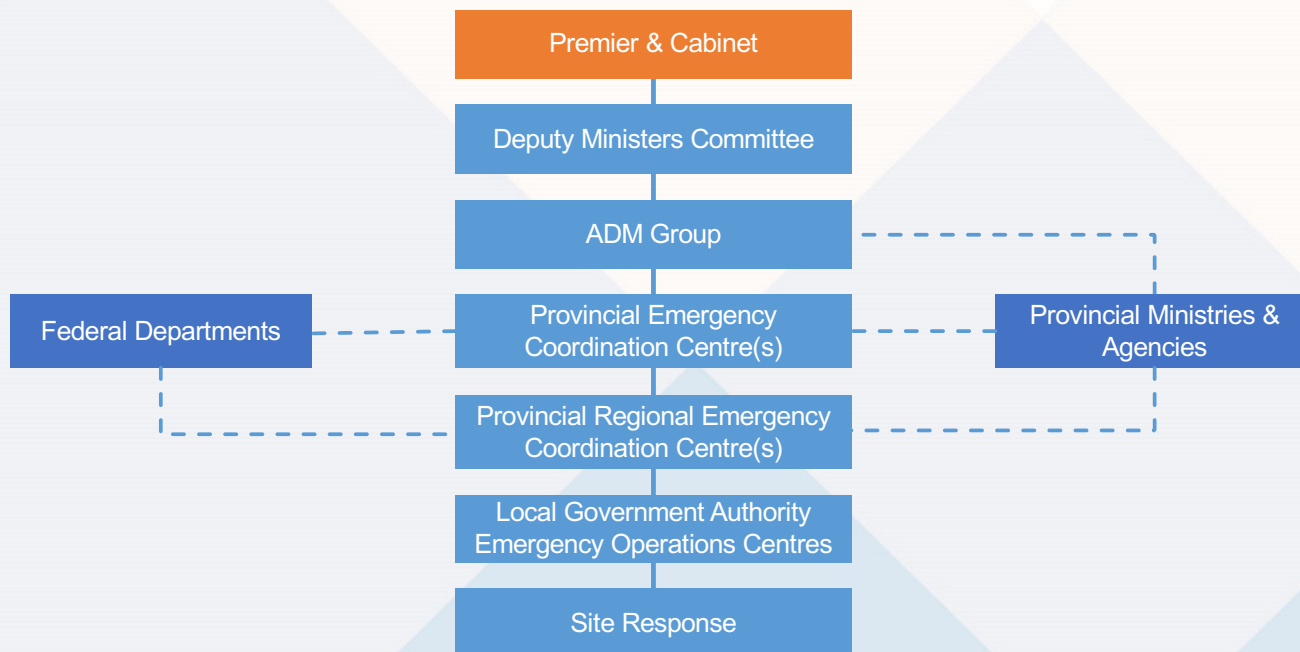 Premier & Cabinet
Deputy Ministers Committee
ADM Group
Federal Departments
Provincial Emergency
Coordination Centre(s)
Provincial Ministries &
Agencies
Provincial Regional Emergency
Coordination Centre(s)
Local Government Authority
Emergency Operations Centres
Site Response